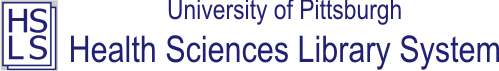 HS
LS
University of Pittsburgh
Health Sciences Library System